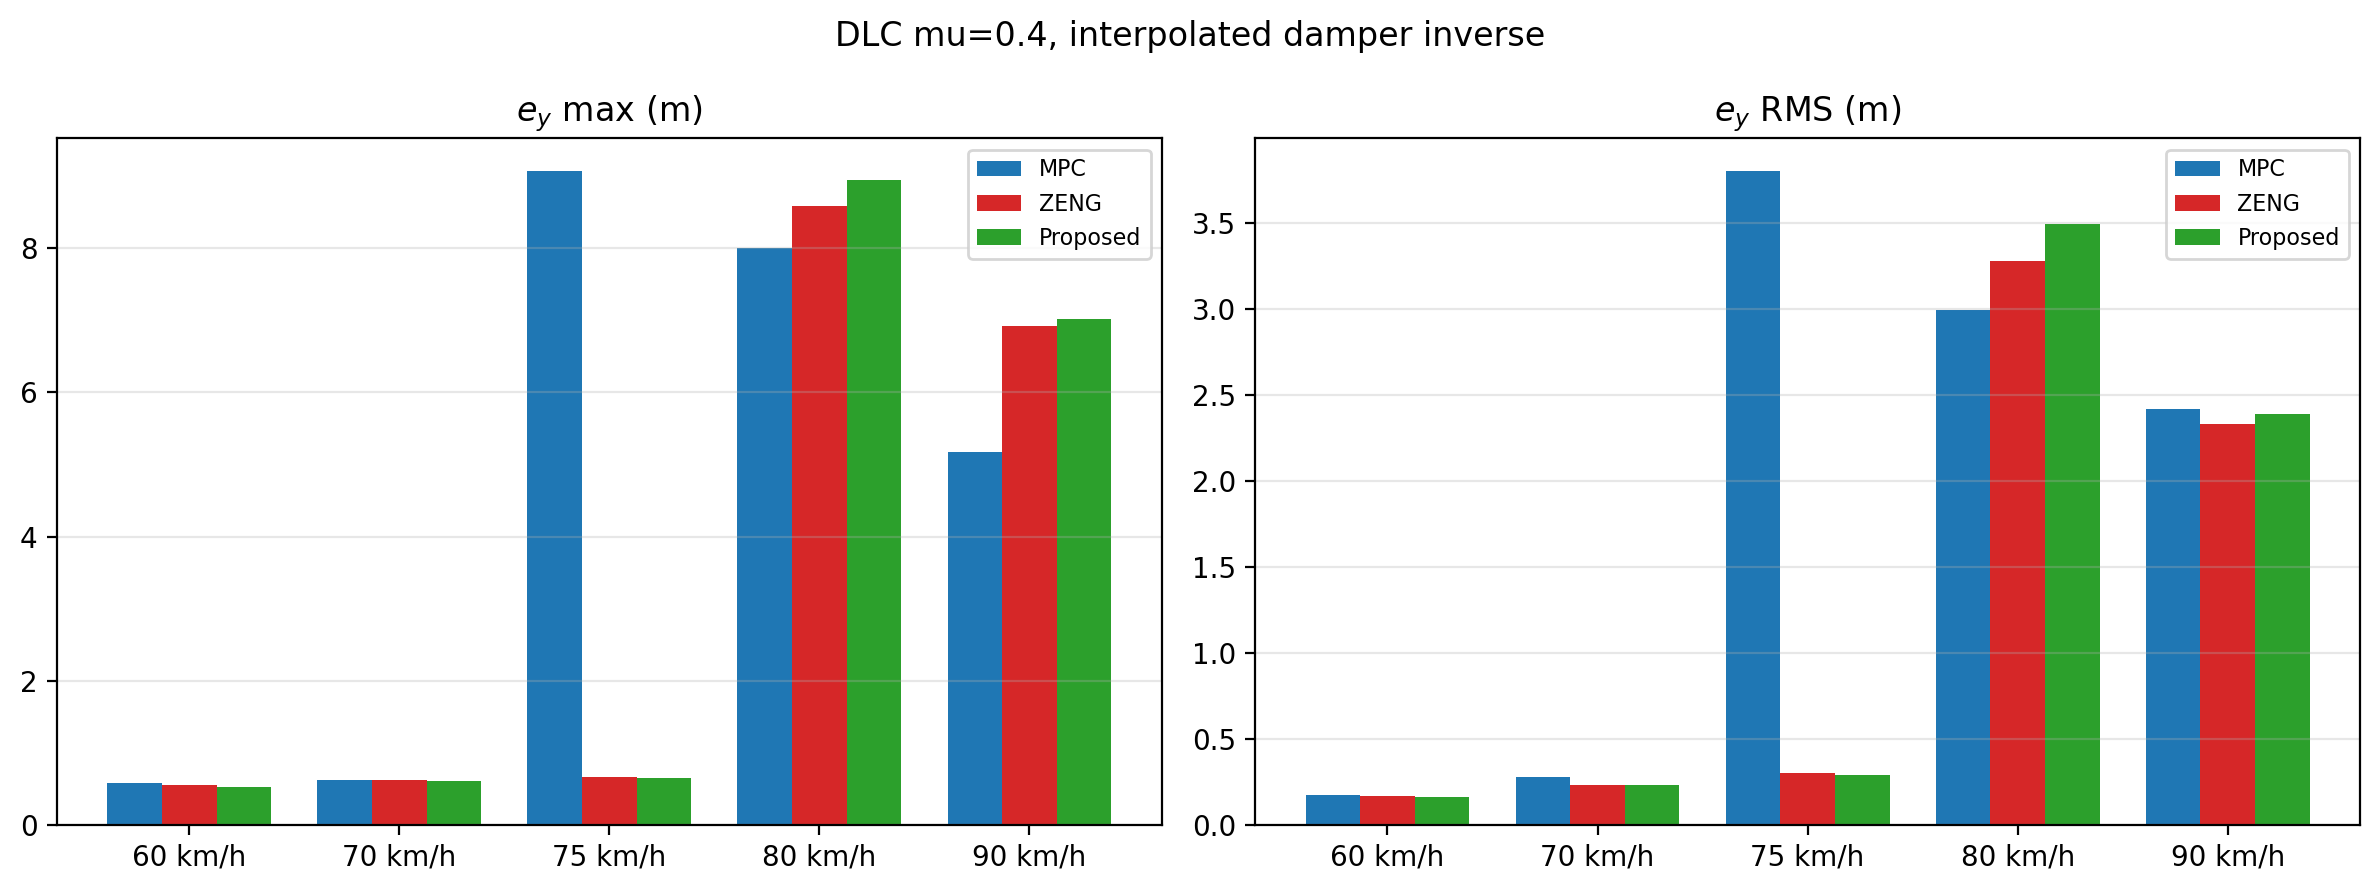 DLC mu=0.4, interpolated damper inverse
e_y max (m)
MPC
ZENG
Proposed
8
6
4
2
0
60 km/h 70 km/h 75 km/h 80 km/h 90 km/h
e_y RMS (m)
MPC
ZENG
Proposed
3.5
3.0
2.5
2.0
1.5
1.0
0.5
0.0
60 km/h 70 km/h 75 km/h 80 km/h 90 km/h